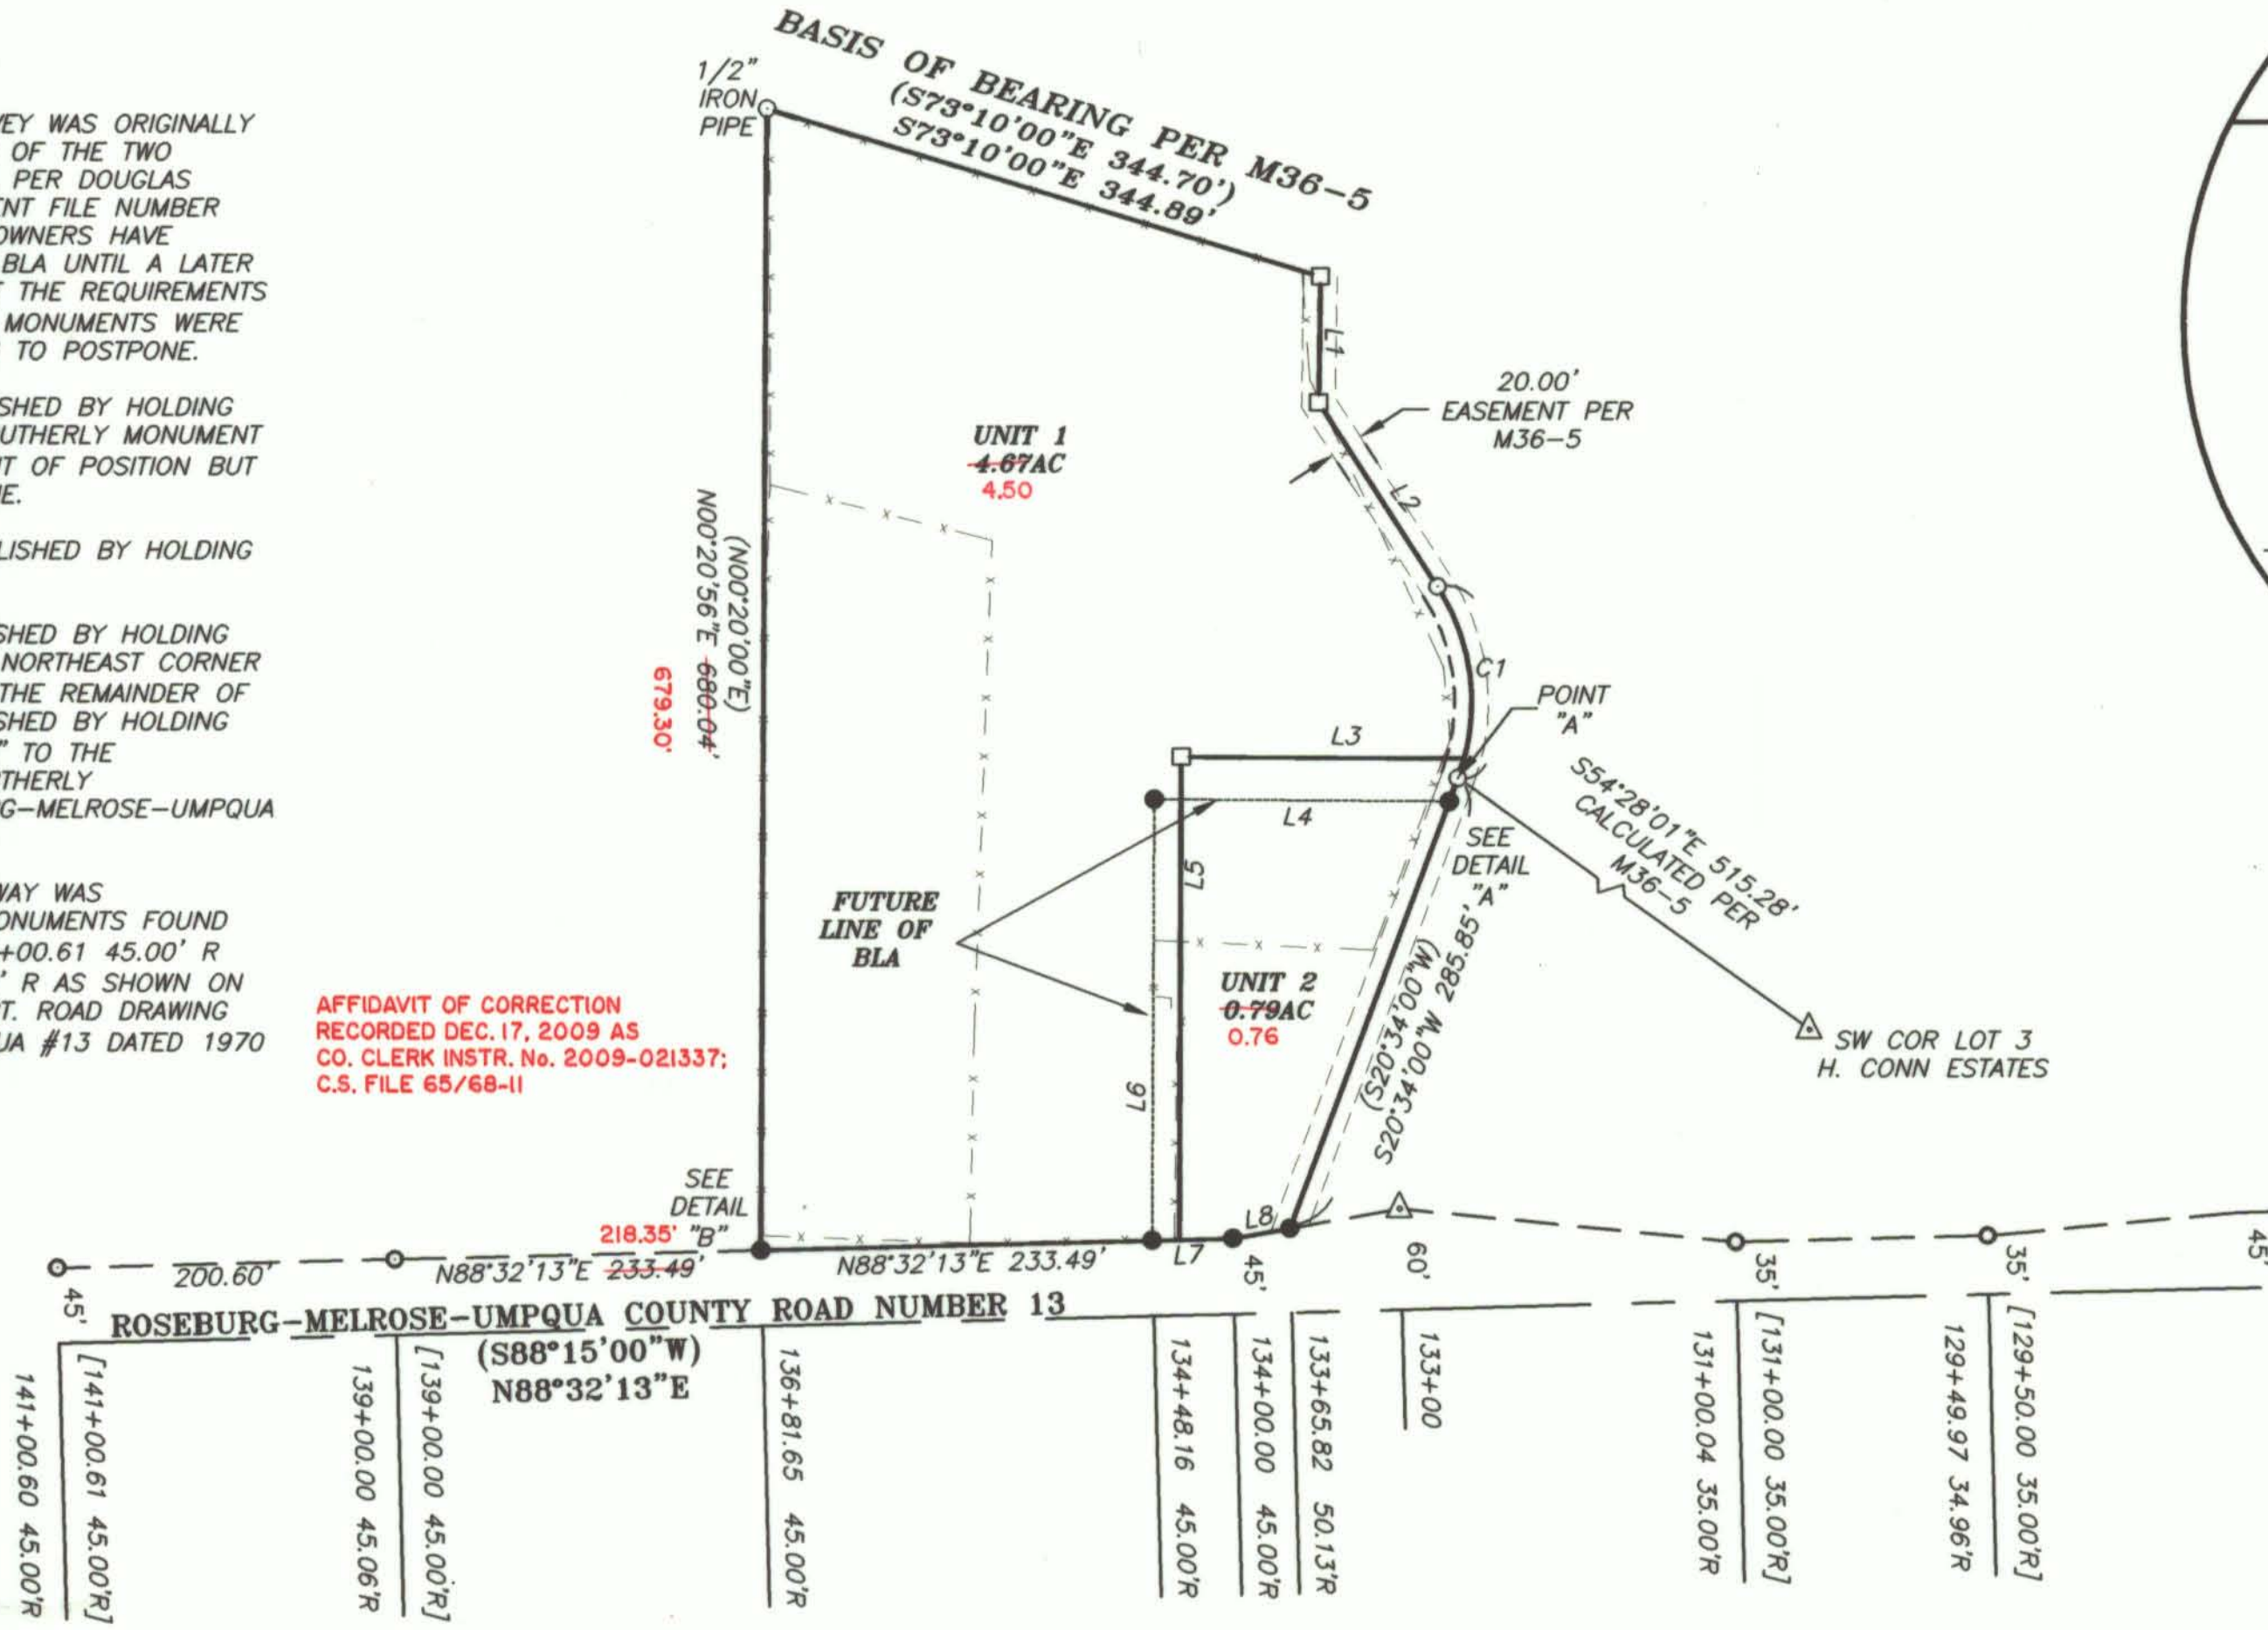 EY WAS ORIGINALLY
OF THE TWO
PER DOUGLAS
NT FILE NUMBER
OWNERS HAVE
BLA UNTIL A LATER
THE REQUIREMENTS
MONUMENTS WERE
TO POSTPONE.
SHED BY HOLDING
UTHERLY MONUMENT
T OF POSITION BUT
E.
LISHED BY HOLDING
SHED BY HOLDING
NORTHEAST CORNER
THE REMAINDER OF
SHED BY HOLDING
" TO THE
THERLY
G-MELROSE-UMPQUA
WAY WAS
ONUMENTS FOUND
+00.61 45.00' R
' R AS SHOWN ON
T. ROAD DRAWING
UA #13 DATED 1970
1/2"
IRON
PIPE
BASIS OF BEARING PER M36-5
(S73°10'00"E 344.70')
S73°10'00"E 344.89'
L1
20.00'
EASEMENT PER
M36-5
UNIT 1
4.67AC
4.50
L2
(N00°20'00"E)
N00°20'56"E 680.04'
679.30'
C1
POINT
"A"
L3
L4
S54°28'01"E 515.28'
CALCULATED PER
M36-5
SEE
DETAIL
"A"
L5
FUTURE
LINE OF
BLA
UNIT 2
0.79AC
0.76
(S20°34'00"W)
S20°34'00"W 285.85'
L6
SW COR LOT 3
H. CONN ESTATES
AFFIDAVIT OF CORRECTION
RECORDED DEC. 17, 2009 AS
CO. CLERK INSTR. No. 2009-021337;
C.S. FILE 65/68-11
SEE
DETAIL
"B"
218.35'
200.60'
N88°32'13"E 233.49'
N88°32'13"E 233.49'
L7
L8
45'
45'
60'
35'
35'
45'
ROSEBURG-MELROSE-UMPQUA COUNTY ROAD NUMBER 13
(S88°15'00"W)
N88°32'13"E
141+00.60 45.00'R
[141+00.61 45.00'R]
139+00.00 45.06'R
[139+00.00 45.00'R]
136+81.65 45.00'R
134+48.16 45.00'R
134+00.00 45.00'R
133+65.82 50.13'R
133+00
131+00.04 35.00'R
[131+00.00 35.00'R]
129+49.97 34.96'R
[129+50.00 35.00'R]